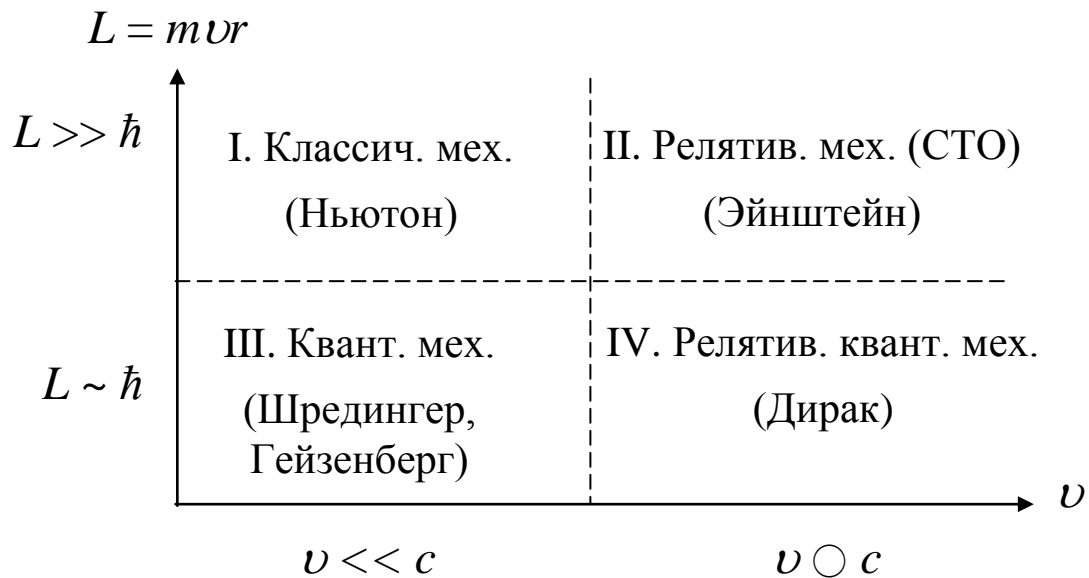 L = mυr
L >> ħ
I. Классич. мех.
(Ньютон)
II. Релятив. мех. (СТО)
(Эйнштейн)
L ~ ħ
III. Квант. мех.
(Шредингер,
Гейзенберг)
IV. Релятив. квант. мех.
(Дирак)
υ
υ << c
υ ○ c